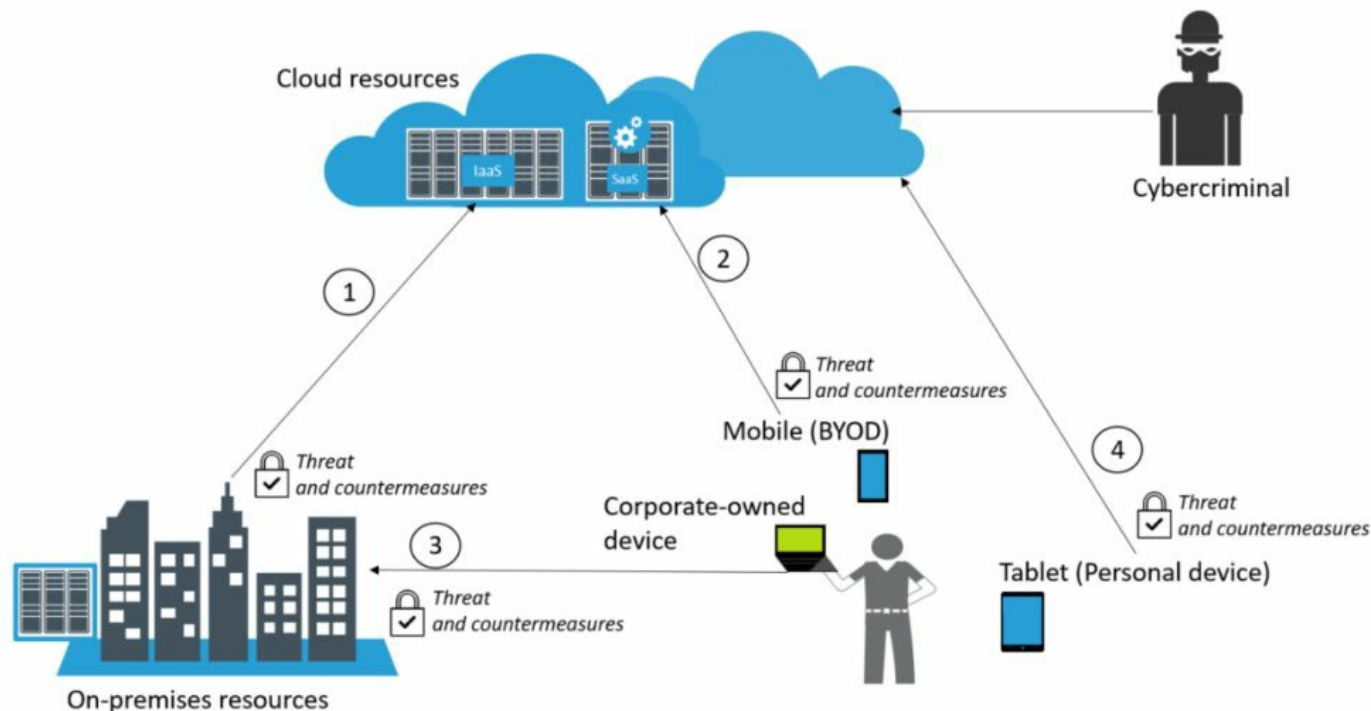 Cloud resources
IaaS
SaaS
Cybercriminal
1
2
Threat
and countermeasures
Mobile (BYOD)
4
Threat
and countermeasures
Threat
and countermeasures
Corporate-owned
device
3
Tablet (Personal device)
Threat
and countermeasures
On-premises resources